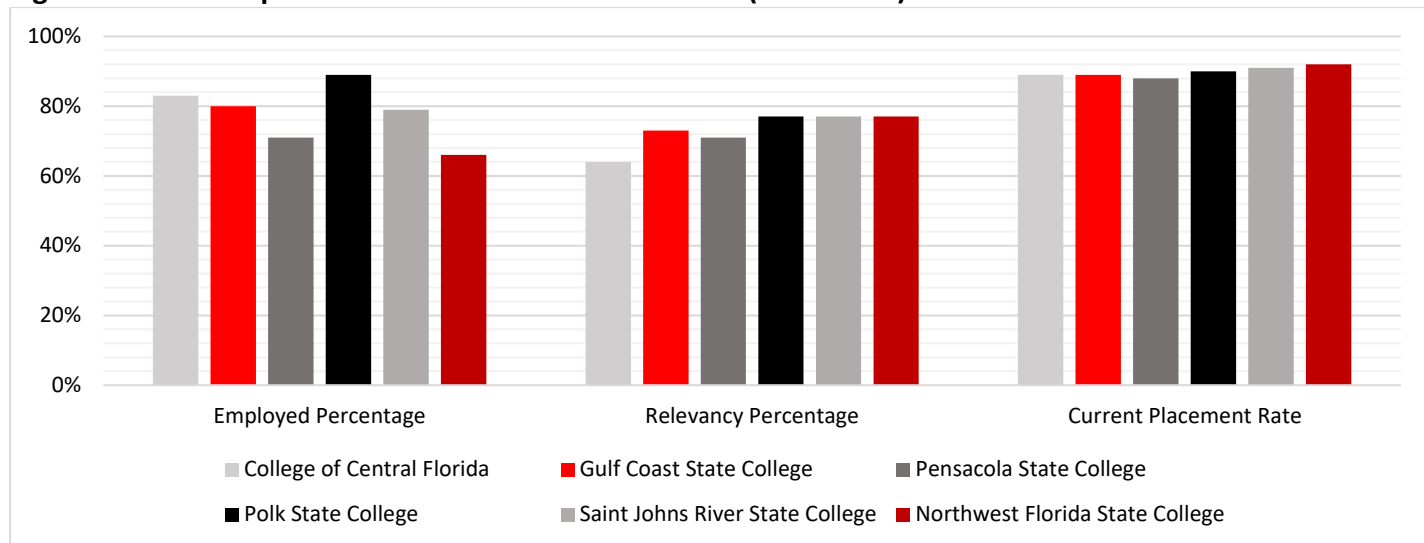 100%
80%
60%
40%
20%
0%
Employed Percentage Relevancy Percentage Current Placement Rate
College of Central Florida Gulf Coast State College Pensacola State College
Polk State College Saint Johns River State College Northwest Florida State College